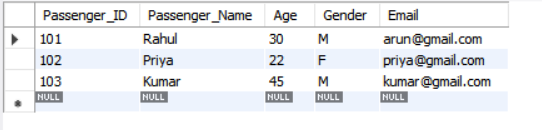 Passenger_ID Passenger_Name Age Gender Email
101 Rahul 30 M arun@gmail.com
102 Priya 22 F priya@gmail.com
103 Kumar 45 M kumar@gmail.com
NULL NULL NULL NULL NULL